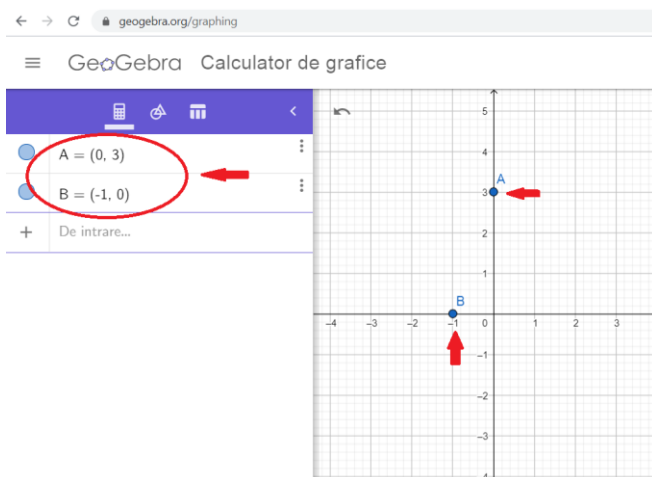 geogebra.org/graphing
GeoGebra Calculator de grafice
A = (0, 3)
B = (-1, 0)
+ De intrare...
5
4
A
3
2
1
B
-4 -3 -2 -1 0 1 2 3
-1
-2
-3